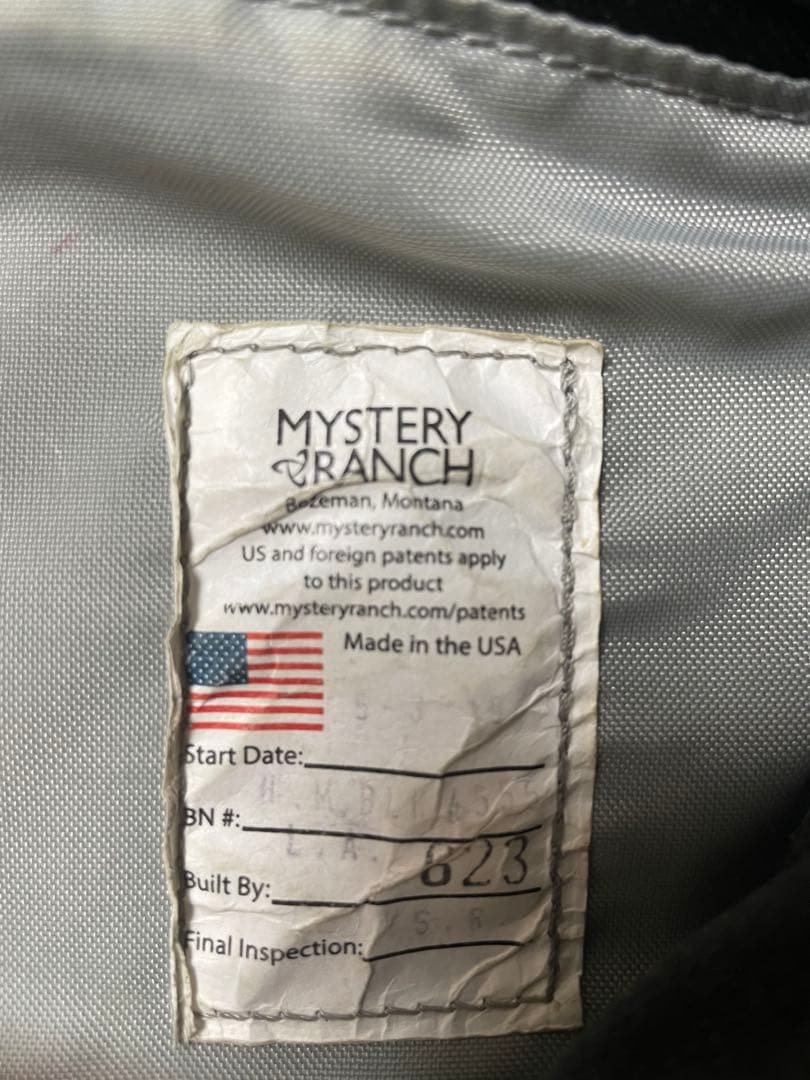 MYSTERY
RANCH
Bozeman, Montana
www.mysteryranch.com
US and foreign patents apply
to this product
www.mysteryranch.com/patents
Made in the USA
Start Date:
BN #:
L.A. 823
Built By:
Final Inspection: